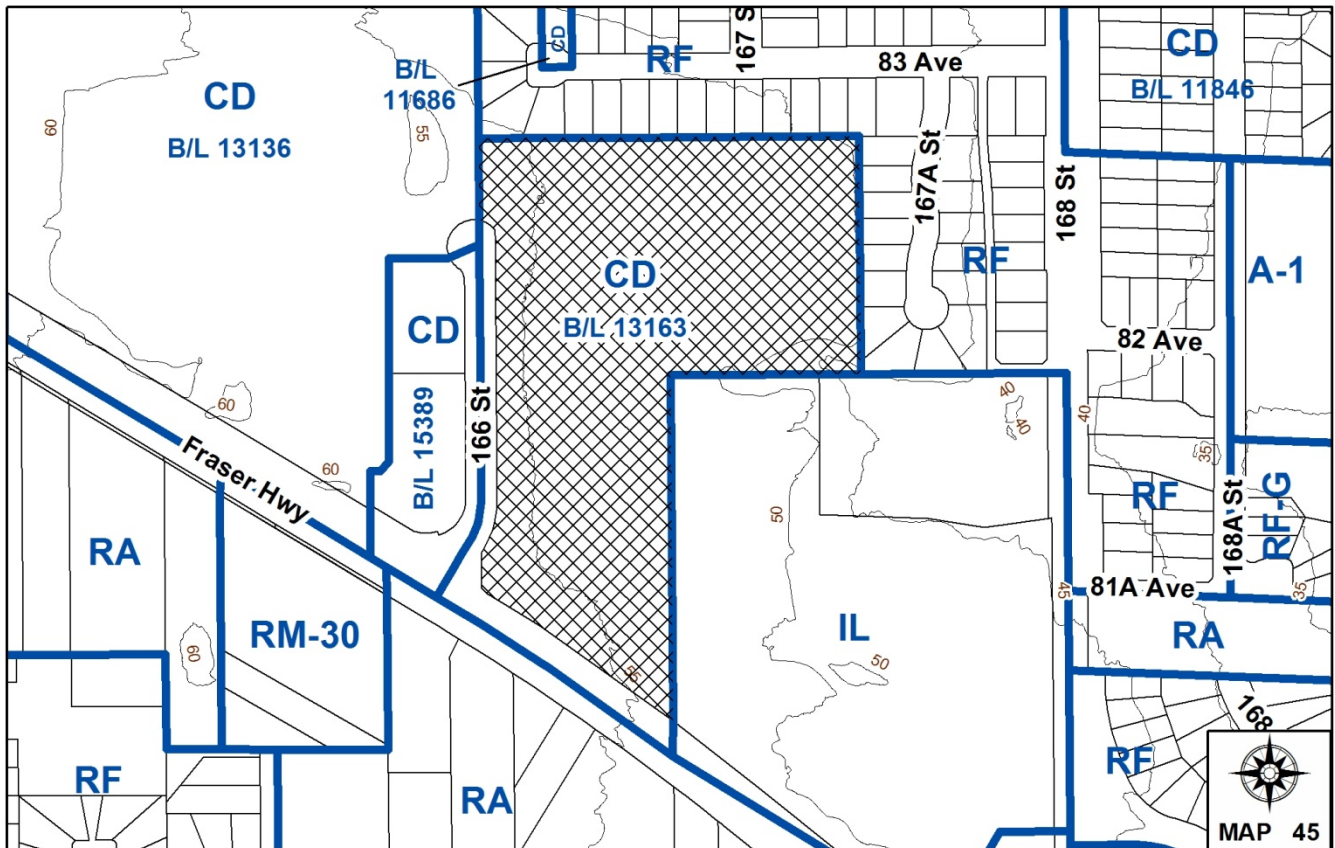 CD
B/L 13136
60
55
B/L
11686
CD
RF
167 S
83 Ave
CD
B/L 11846
167A St
168 St
RF
A-1
CD
B/L 13163
CD
B/L 15389
166 St
82 Ave
60
60
Fraser Hwy
40
40
40
35
RF
168A St
RF-G
50
RA
RM-30
60
55
IL
50
45
81A Ave
35
RA
RF
RA
168
RF
MAP 45